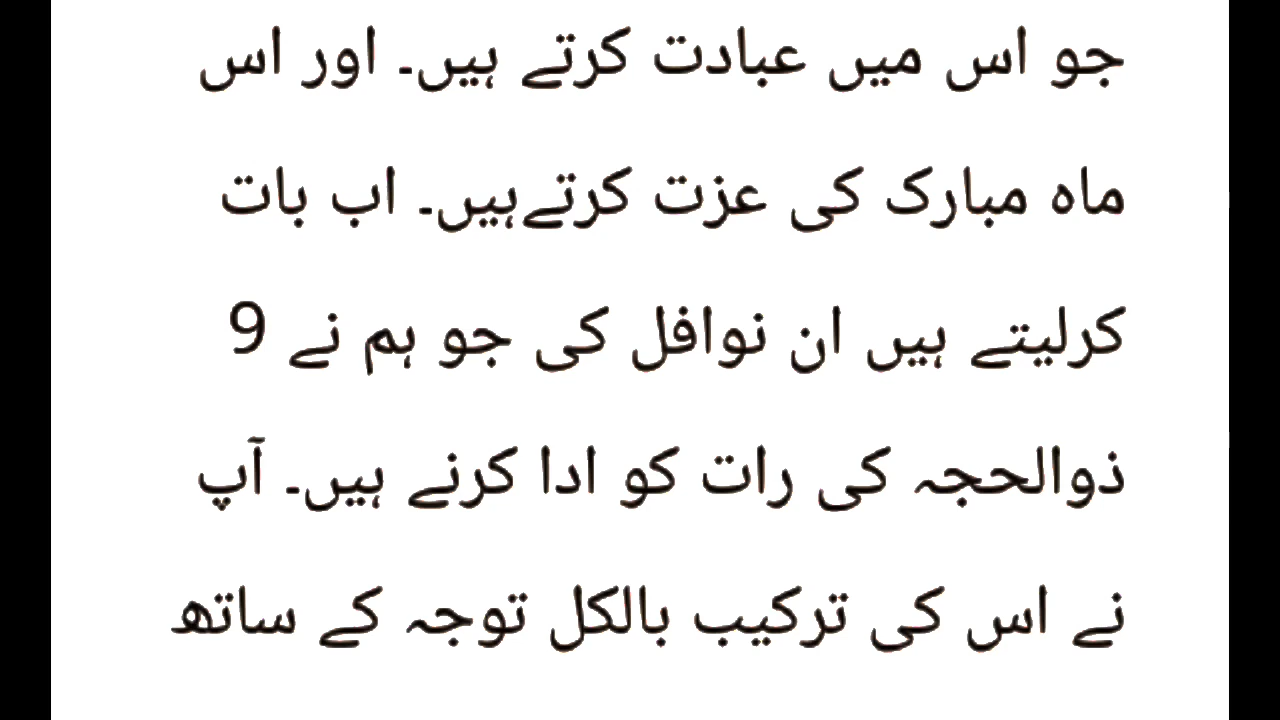 جو اس میں عبادت کرتے ہیں۔ اور اس
ماہ مبارک کی عزت کرتےہیں۔ اب بات
کرلیتے ہیں ان نوافل کی جو ہم نے 9
ذوالحجہ کی رات کو ادا کرنے ہیں۔ آپ
نے اس کی ترکیب بالکل توجہ کے ساتھ